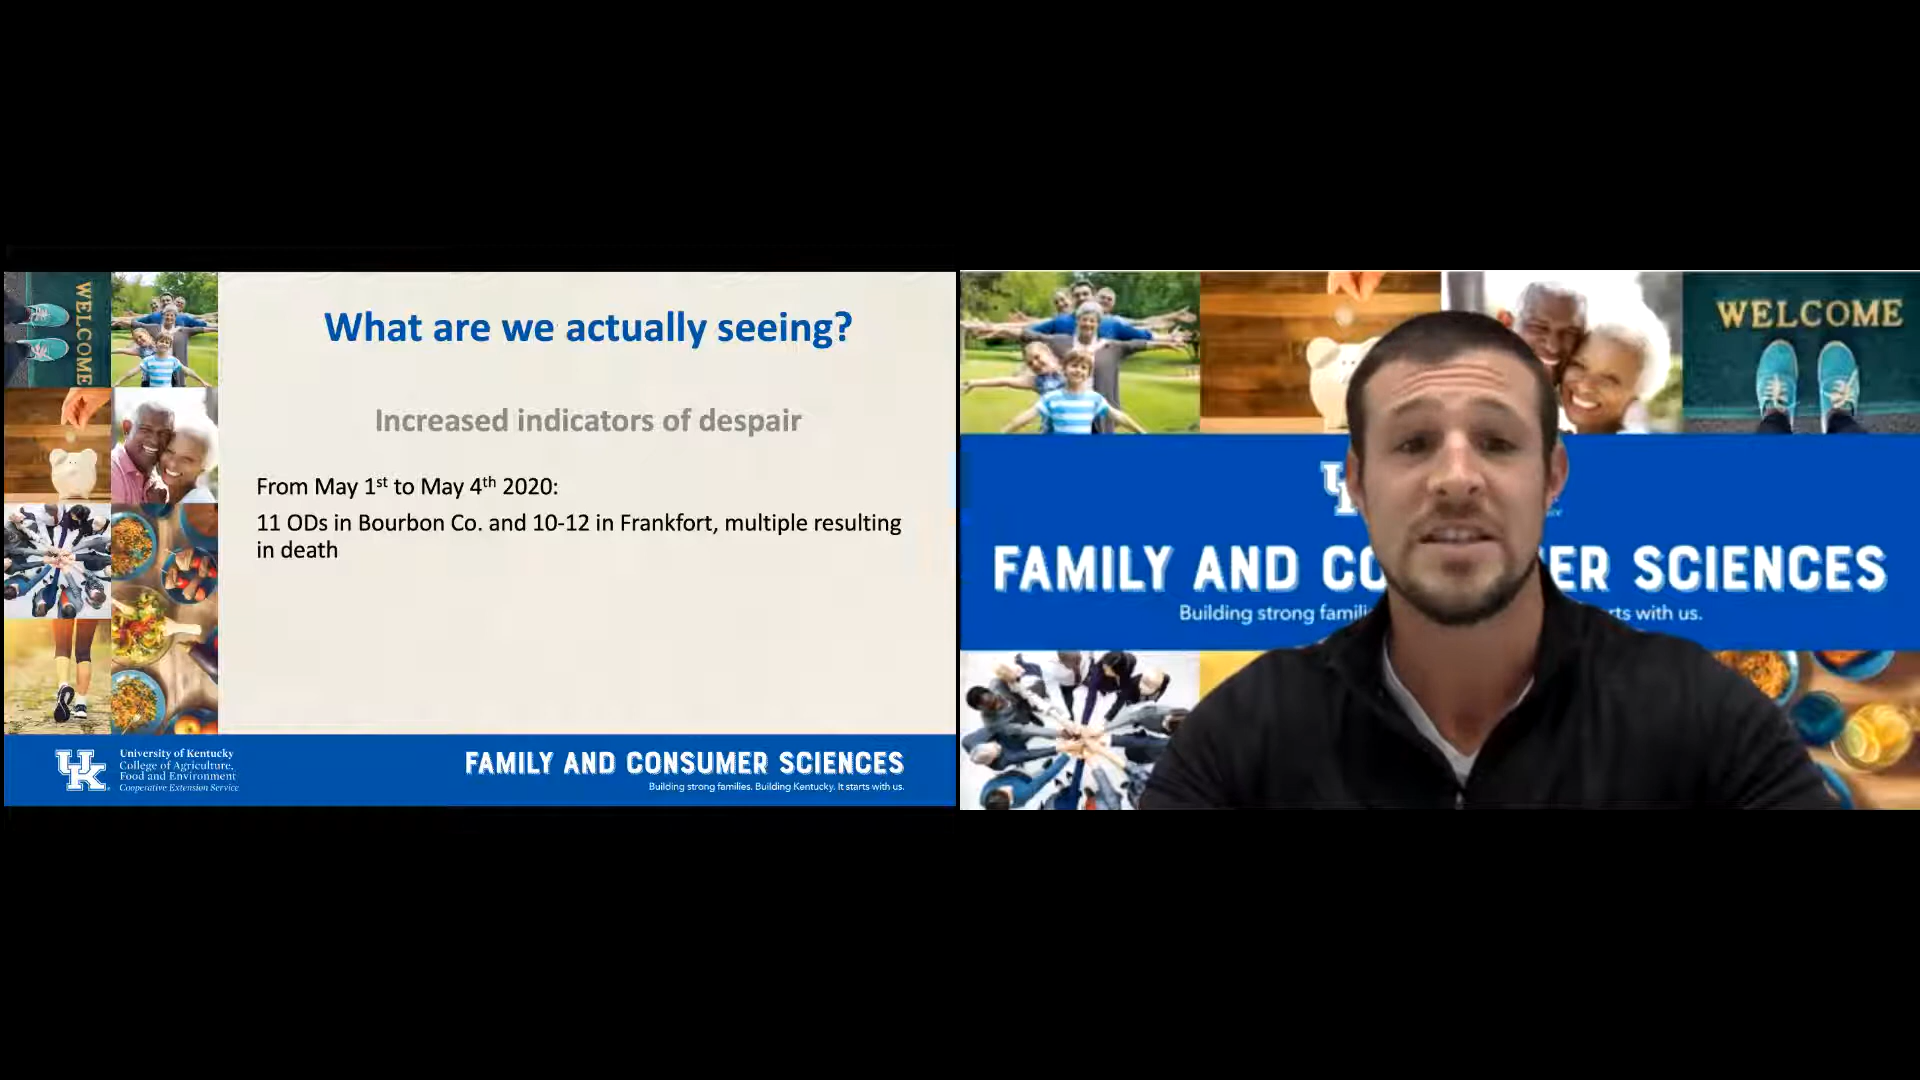 WELCOME
What are we actually seeing?
Increased indicators of despair
From May 1st to May 4th 2020:
11 ODs in Bourbon Co. and 10-12 in Frankfort, multiple resulting
in death
UK
University of Kentucky
College of Agriculture,
Food and Environment
Cooperative Extension Service
FAMILY AND CONSUMER SCIENCES
Building strong families. Building Kentucky. It starts with us.
WELCOME
FAMILY AND CO ER SCIENCES
Building strong famili rts with us.